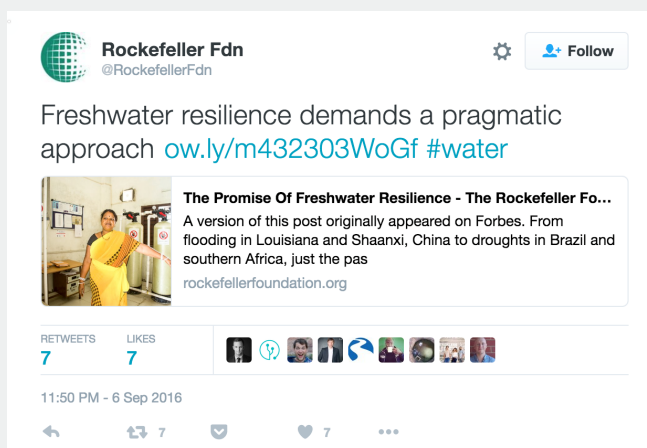 Rockefeller Fdn
@RockefellerFdn
Follow
Freshwater resilience demands a pragmatic
approach ow.ly/m432303WoGf #water
The Promise Of Freshwater Resilience - The Rockefeller Fo...
A version of this post originally appeared on Forbes. From
flooding in Louisiana and Shaanxi, China to droughts in Brazil and
southern Africa, just the pas
rockefellerfoundation.org
RETWEETS LIKES
7 7
11:50 PM - 6 Sep 2016
7 7